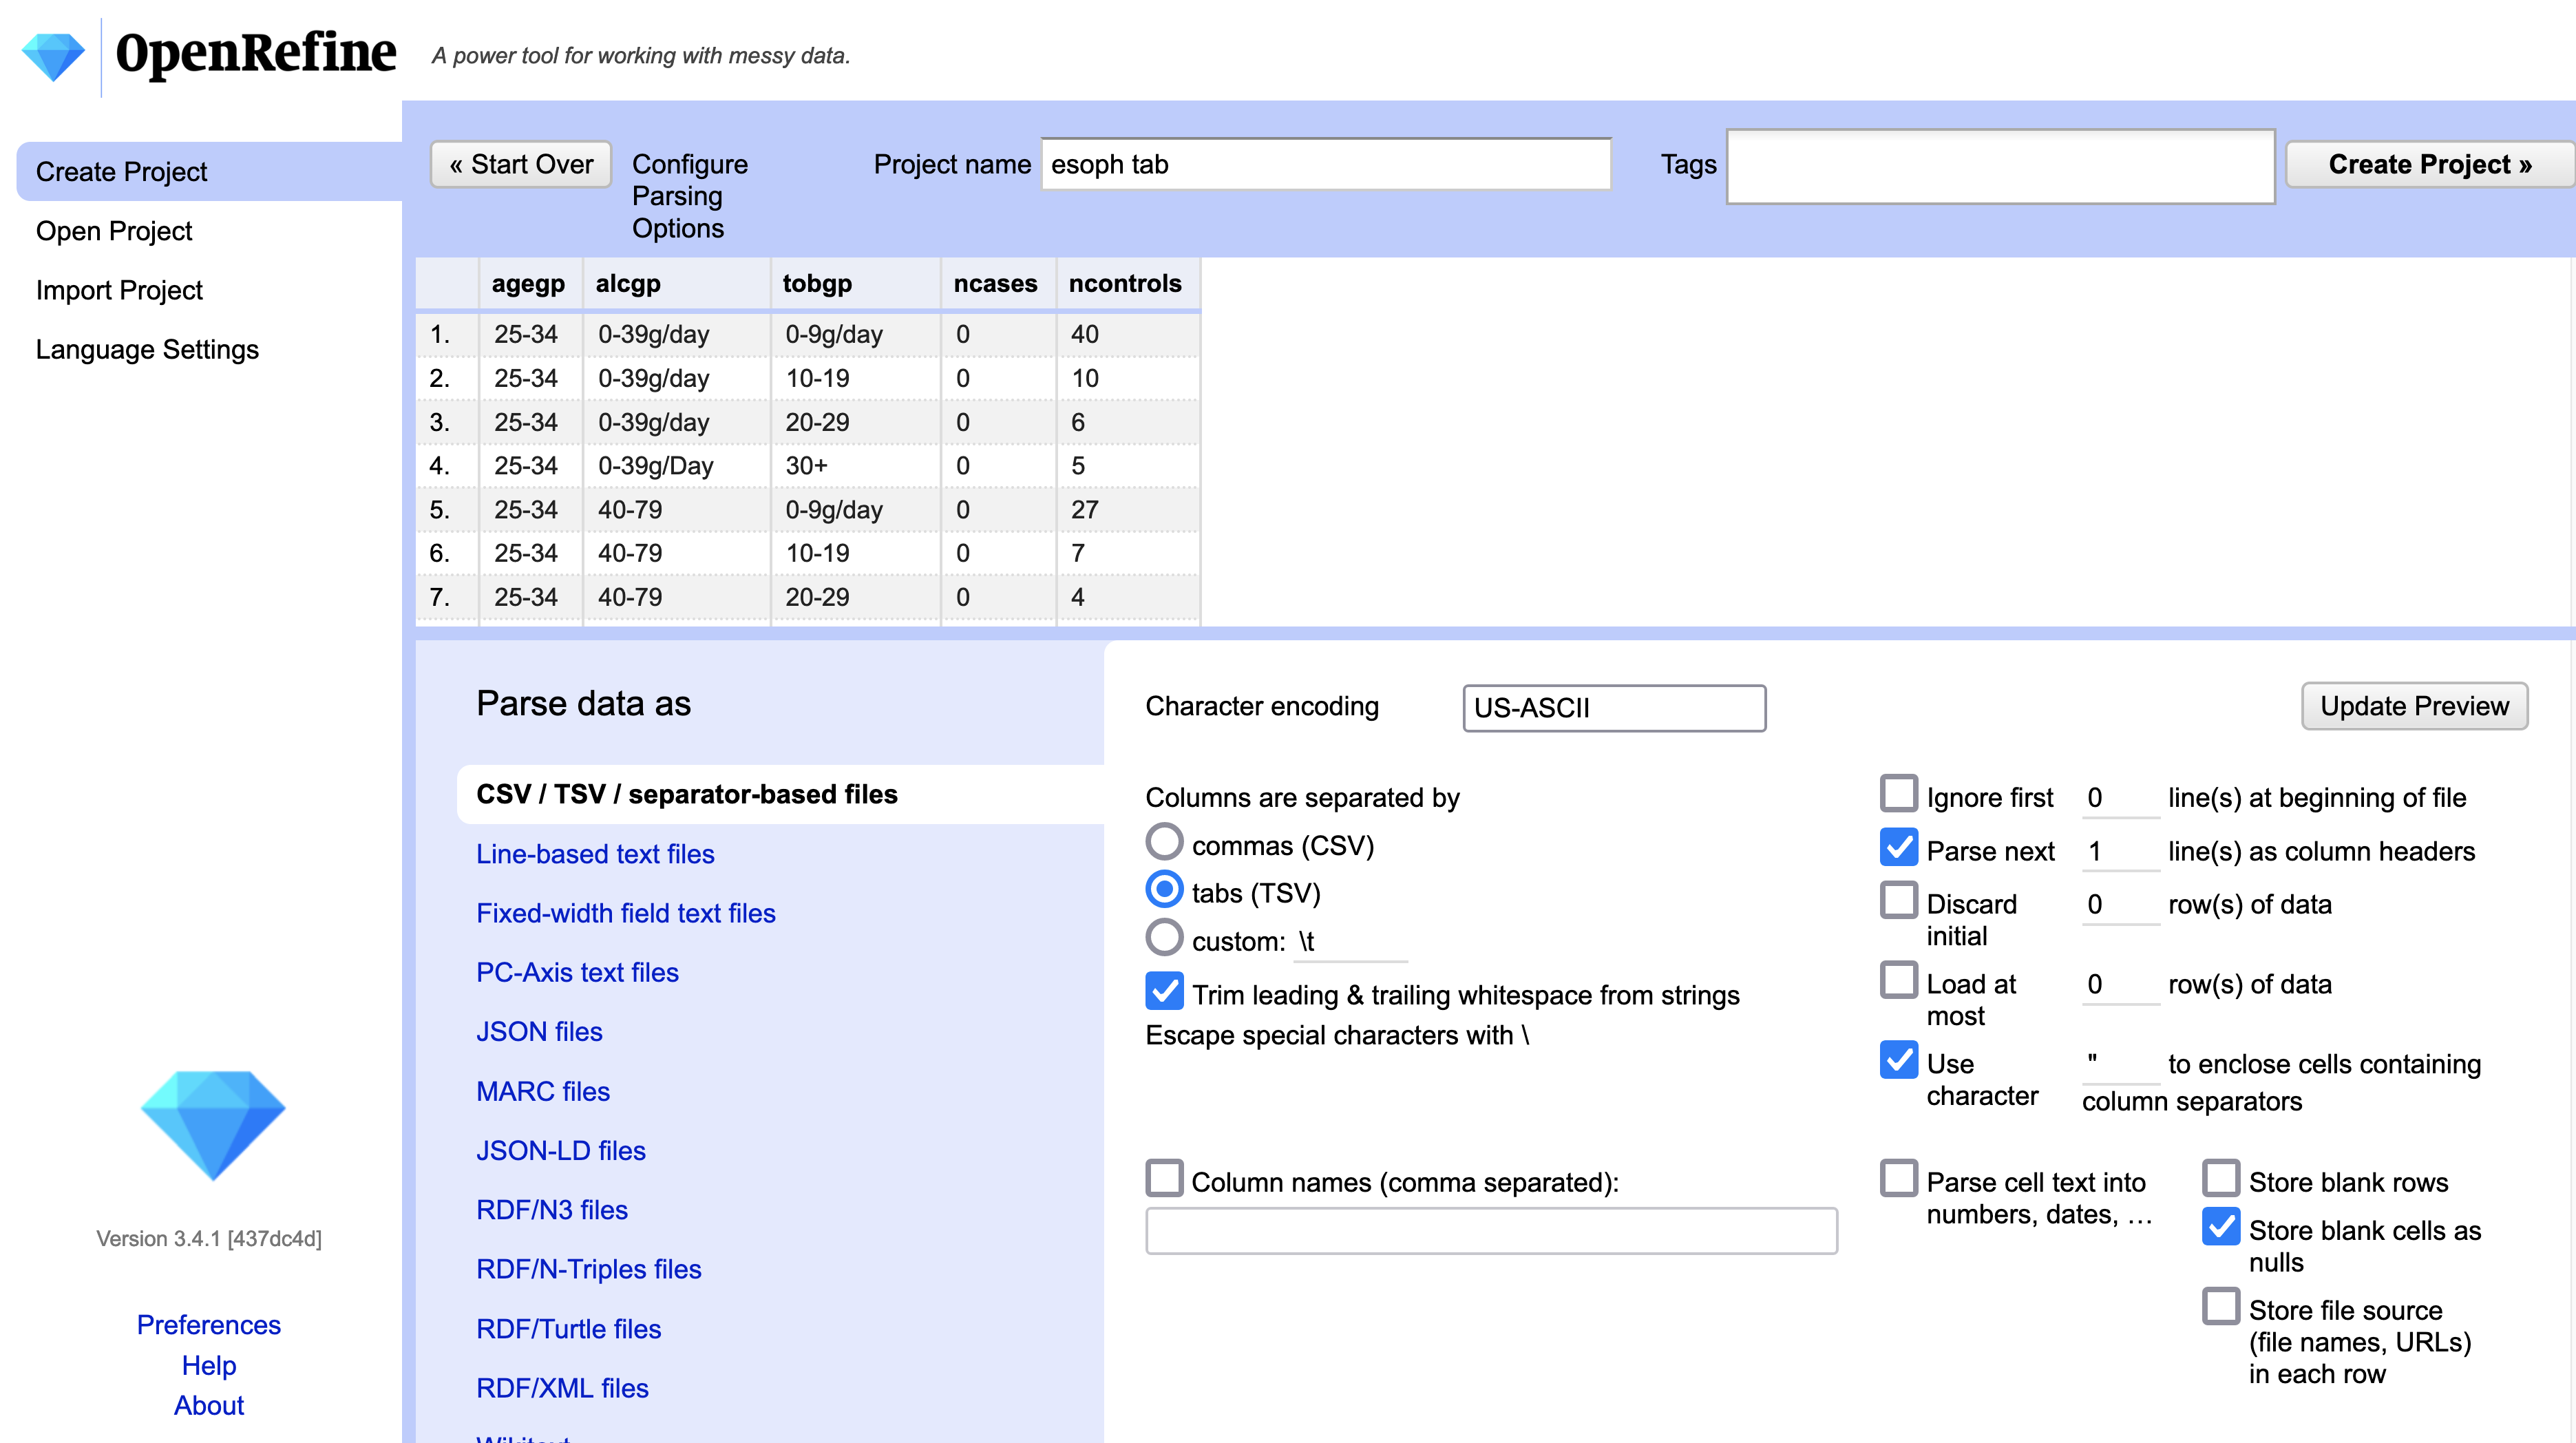 OpenRefine
A power tool for working with messy data.
Create Project
Open Project
Import Project
Language Settings
« Start Over
Configure
Parsing
Options
Project name esoph tab
Tags
Create Project »
agegp alcgp tobgp ncases ncontrols
1. 25-34 0-39g/day 0-9g/day 0 40
2. 25-34 0-39g/day 10-19 0 10
3. 25-34 0-39g/day 20-29 0 6
4. 25-34 0-39g/Day 30+ 0 5
5. 25-34 40-79 0-9g/day 0 27
6. 25-34 40-79 10-19 0 7
7. 25-34 40-79 20-29 0 4
Parse data as
CSV / TSV / separator-based files
Line-based text files
Fixed-width field text files
PC-Axis text files
JSON files
MARC files
JSON-LD files
RDF/N3 files
RDF/N-Triples files
RDF/Turtle files
RDF/XML files
Character encoding US-ASCII
Update Preview
Columns are separated by
commas (CSV)
tabs (TSV)
custom: \t
Trim leading & trailing whitespace from strings
Escape special characters with \
Column names (comma separated):
Ignore first 0 line(s) at beginning of file
Parse next 1 line(s) as column headers
Discard 0 row(s) of data
initial
Load at 0 row(s) of data
most
Use " to enclose cells containing
character column separators
Parse cell text into
numbers, dates, ...
Store blank rows
Store blank cells as
nulls
Store file source
(file names, URLs)
in each row
Version 3.4.1 [437dc4d]
Preferences
Help
About